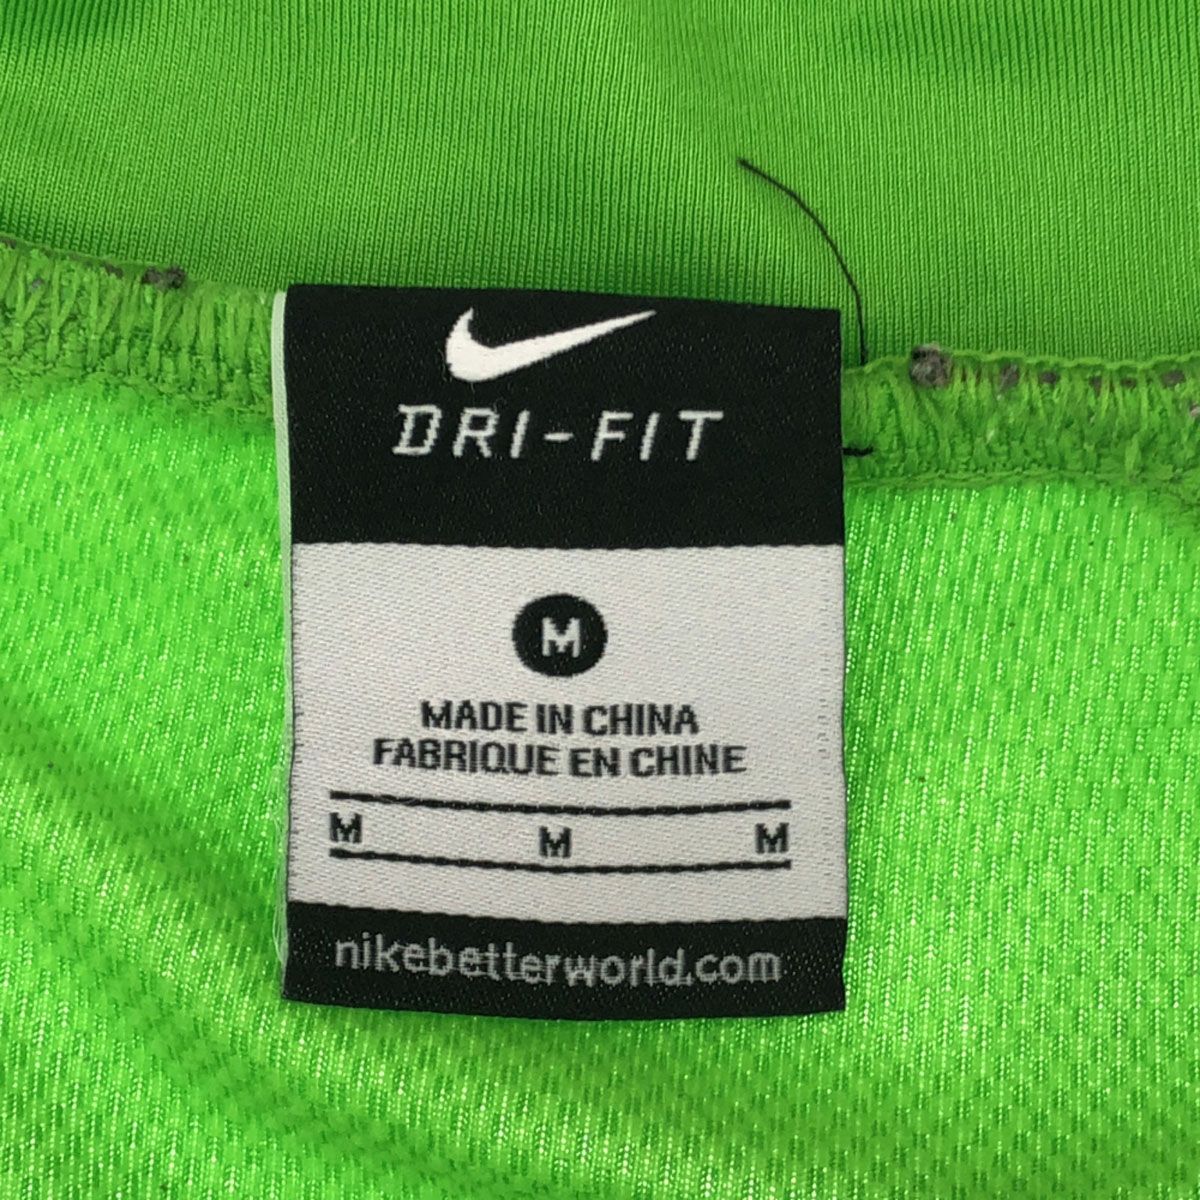 DRI-FIT
M
MADE IN CHINA
FABRIQUE EN CHINE
M M M
nikebetterworld.com